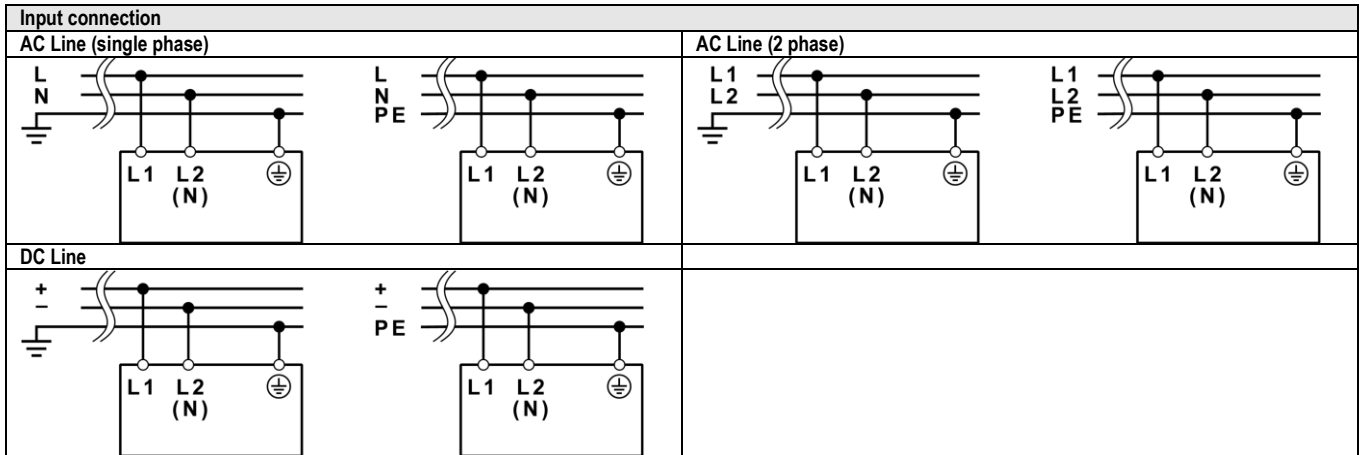 Input connection
AC Line (single phase)
L
N
L1 L2
(N)
L
N
PE
L1 L2
(N)
AC Line (2 phase)
L1
L2
L1 L2
(N)
L1
L2
PE
L1 L2
(N)
DC Line
+
–
L1 L2
(N)
+
–
PE
L1 L2
(N)